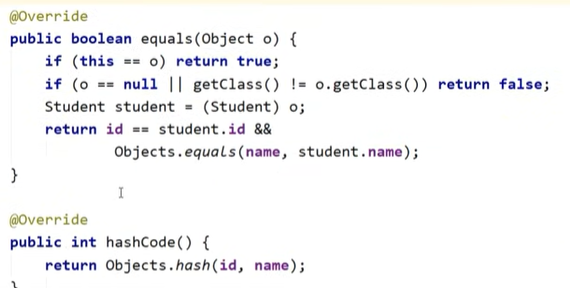 @Override
public boolean equals(Object o) {
    if (this == o) return true;
    if (o == null || getClass() != o.getClass()) return false;
    Student student = (Student) o;
    return id == student.id &&
            Objects.equals(name, student.name);
}
@Override
public int hashCode() {
    return Objects.hash(id, name);
}